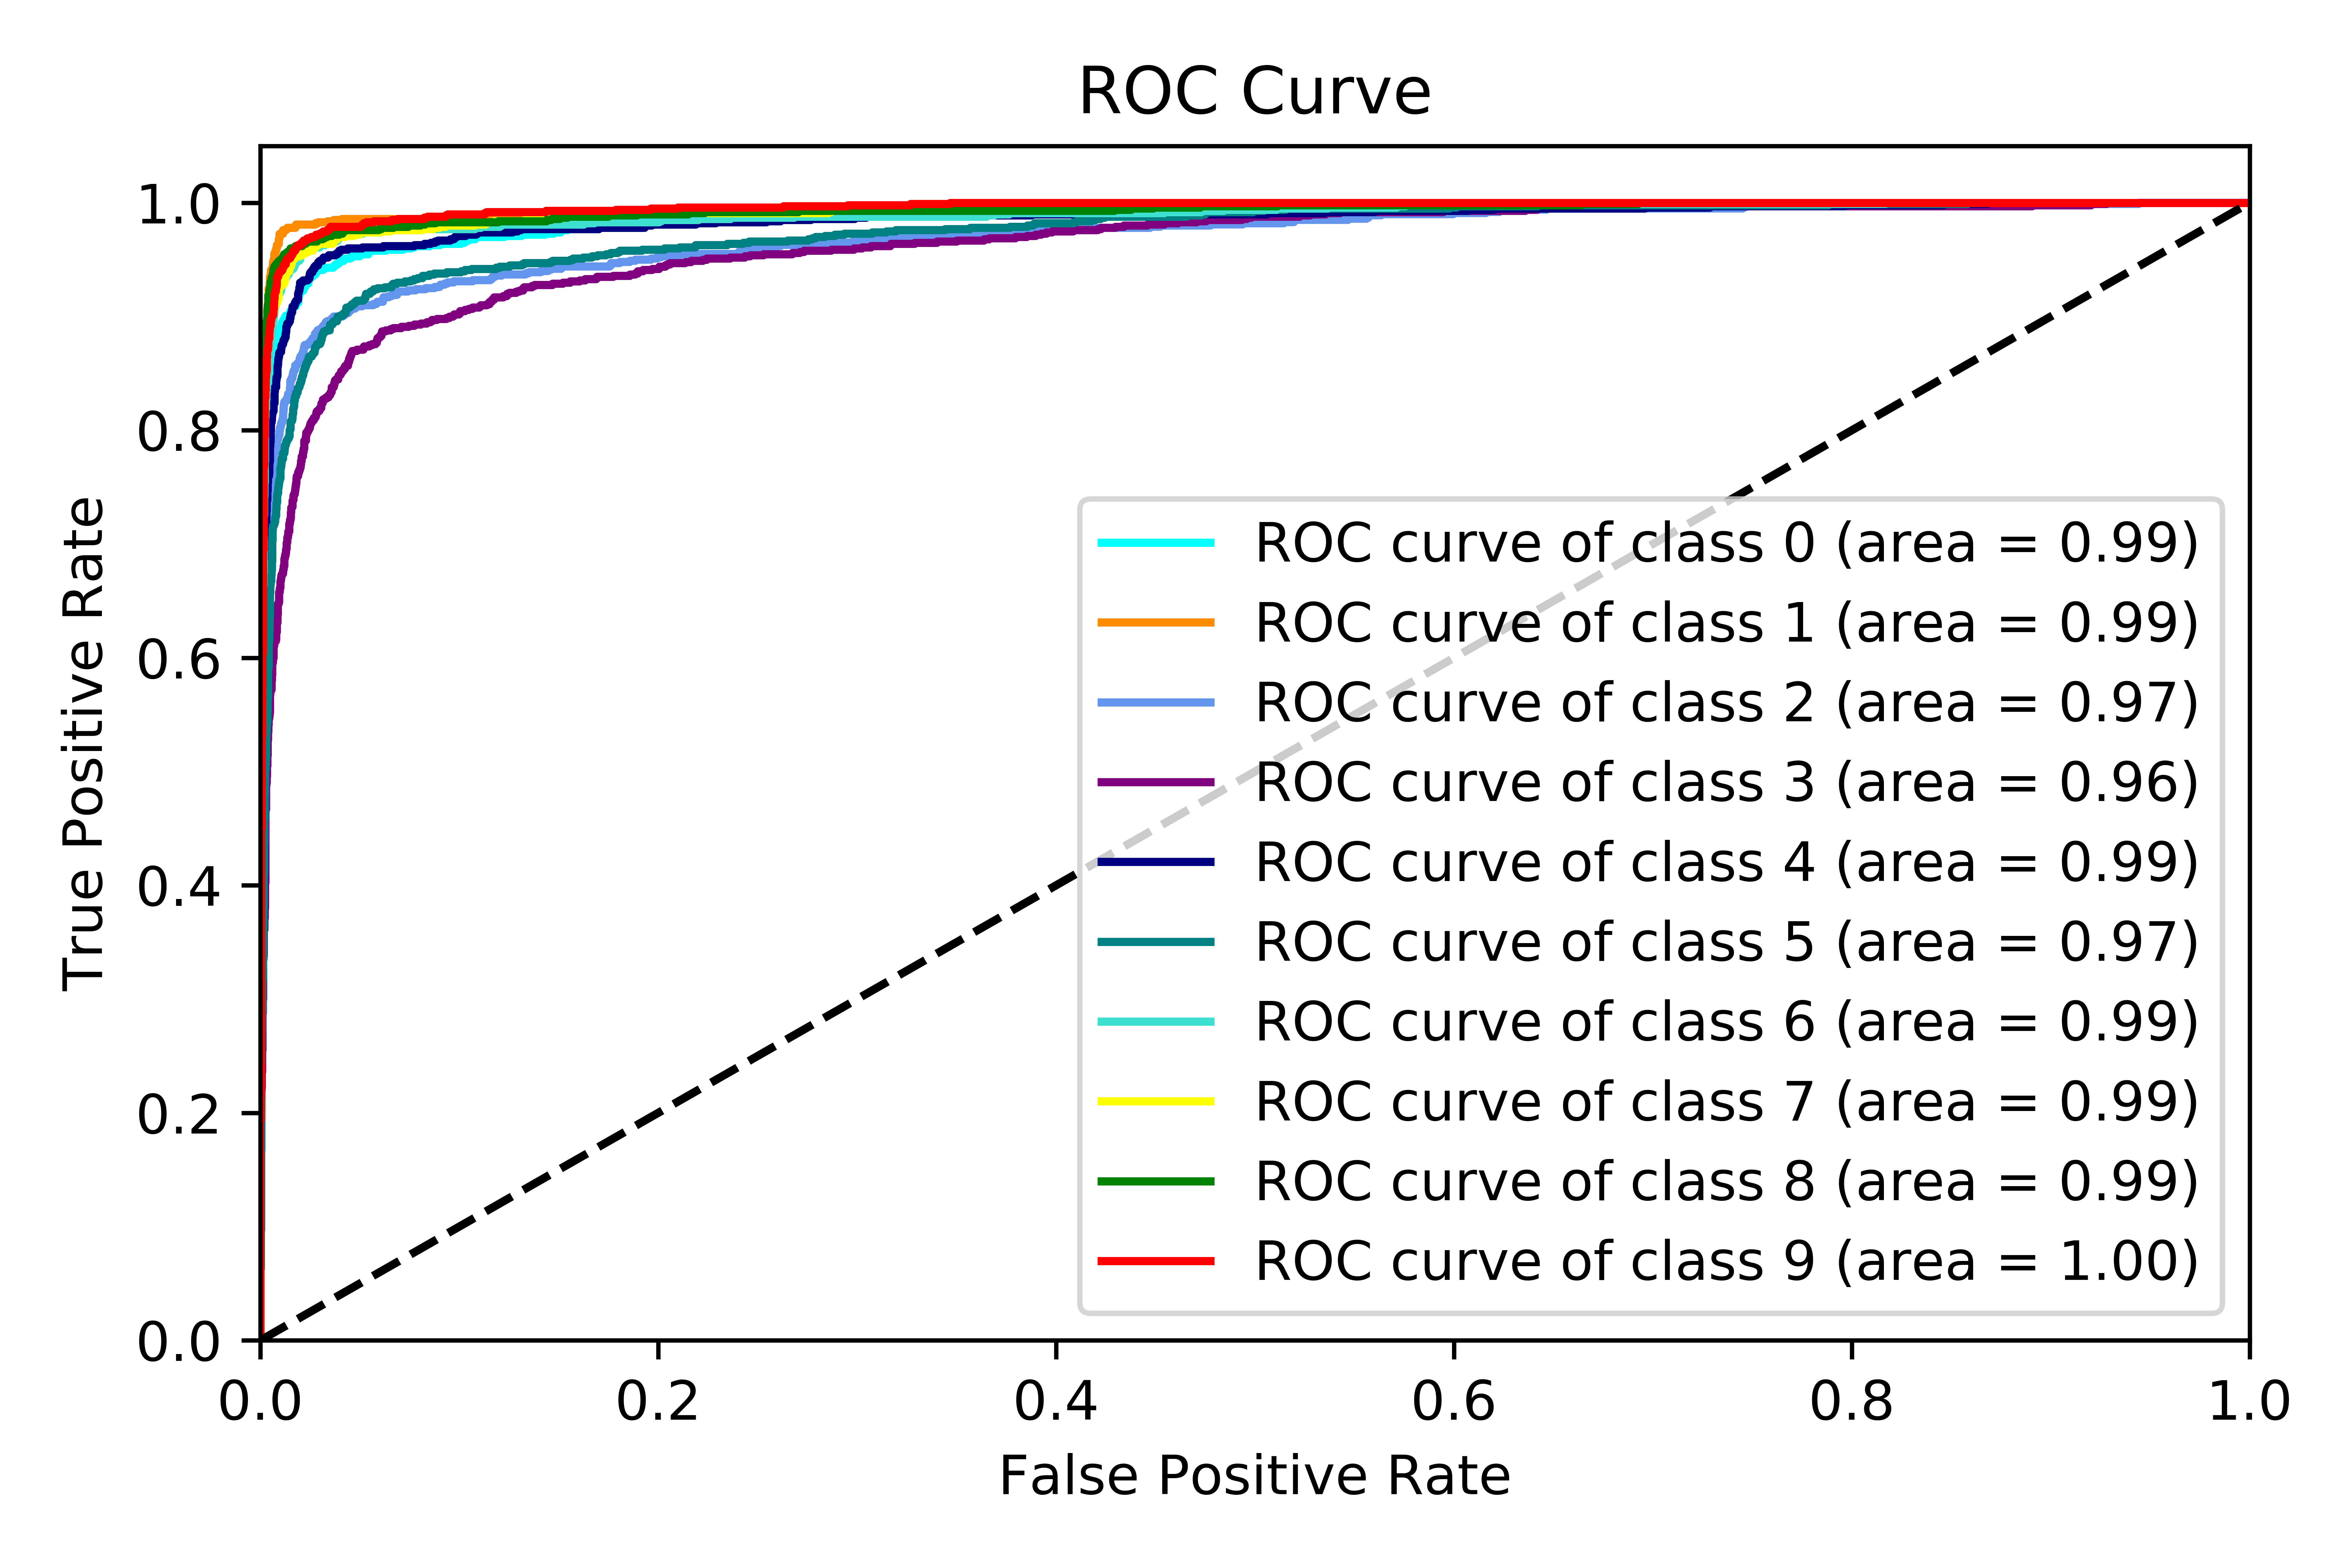 ROC Curve
1.0
0.8
0.6
0.4
0.2
0.0
True Positive Rate
ROC curve of class 0 (area = 0.99)
ROC curve of class 1 (area = 0.99)
ROC curve of class 2 (area = 0.97)
ROC curve of class 3 (area = 0.96)
ROC curve of class 4 (area = 0.99)
ROC curve of class 5 (area = 0.97)
ROC curve of class 6 (area = 0.99)
ROC curve of class 7 (area = 0.99)
ROC curve of class 8 (area = 0.99)
ROC curve of class 9 (area = 1.00)
0.0 0.2 0.4 0.6 0.8 1.0
False Positive Rate